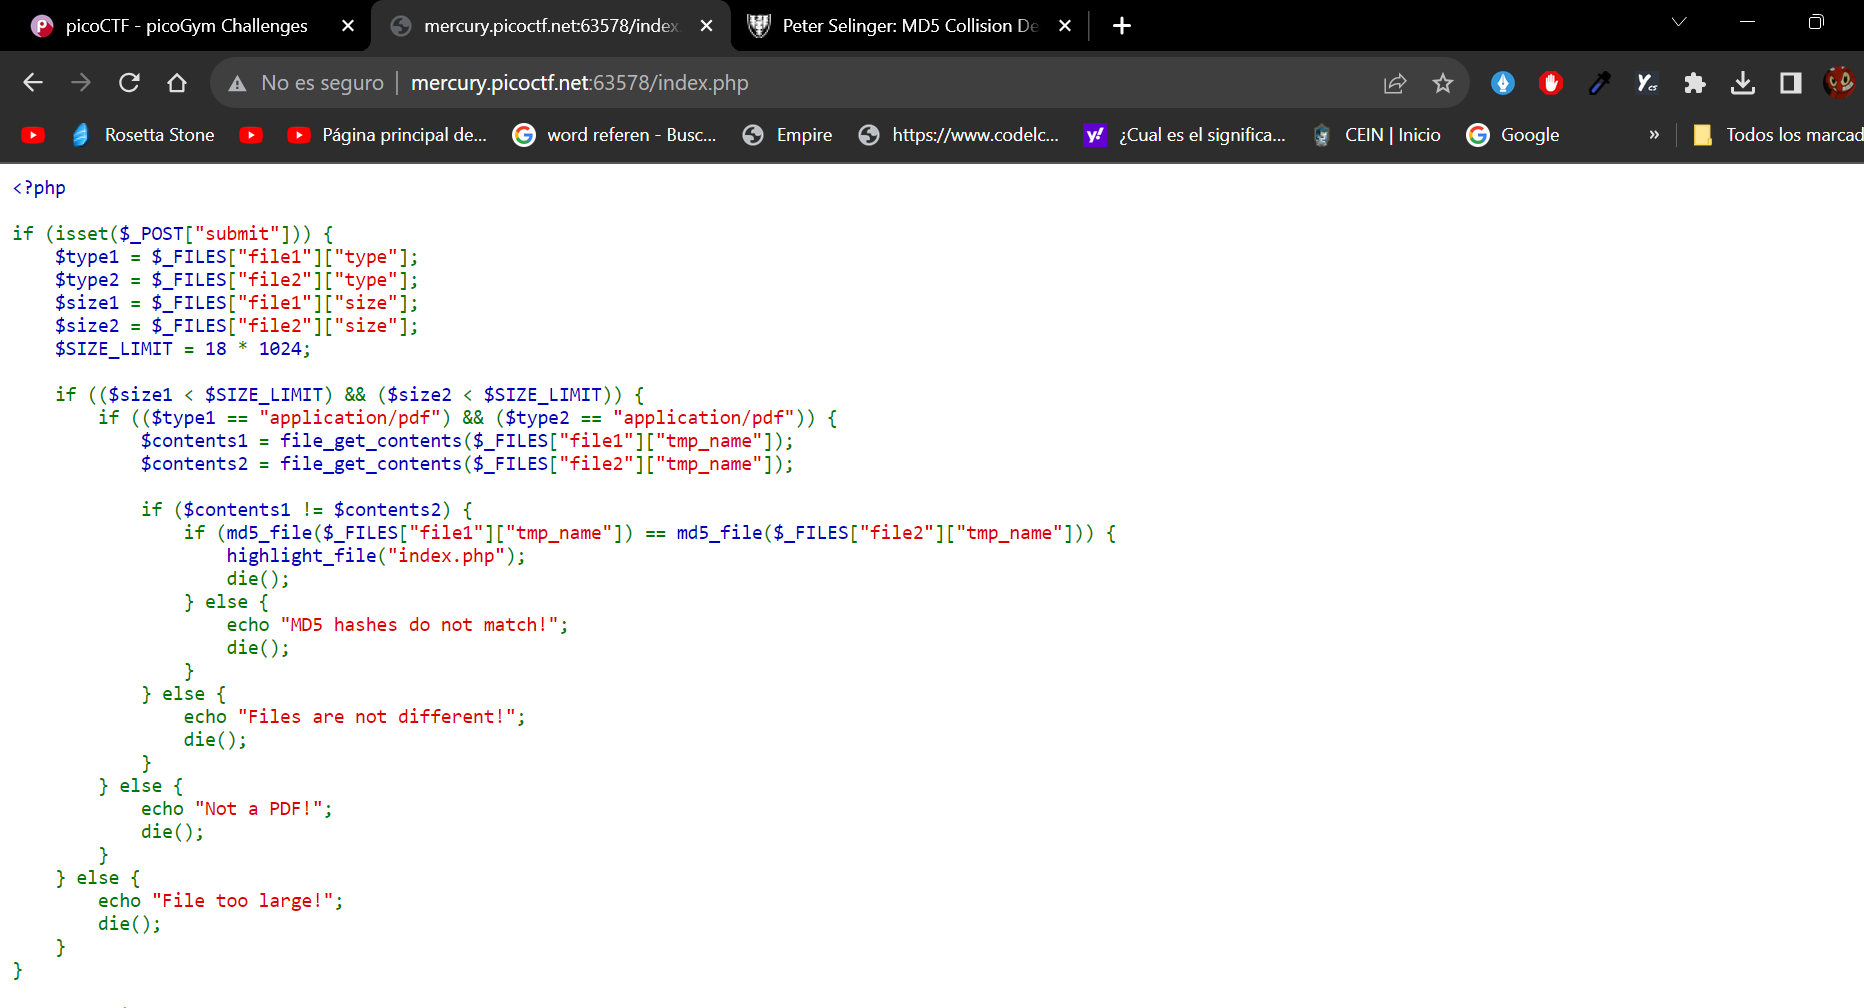 picoCTF - picoGym Challenges
mercury.picoctf.net:63578/index.
Peter Selinger: MD5 Collision De
No es seguro
mercury.picoctf.net:63578/index.php
Rosetta Stone
Página principal de...
word referen - Busc...
Empire
https://www.codelc...
¿Cual es el significa...
CEIN | Inicio
Google
»
Todos los marcad
<?php
if (isset($_POST["submit"])) {
    $type1 = $_FILES["file1"]["type"];
    $type2 = $_FILES["file2"]["type"];
    $size1 = $_FILES["file1"]["size"];
    $size2 = $_FILES["file2"]["size"];
    $SIZE_LIMIT = 18 * 1024;
    if (($size1 < $SIZE_LIMIT) && ($size2 < $SIZE_LIMIT)) {
        if (($type1 == "application/pdf") && ($type2 == "application/pdf")) {
            $contents1 = file_get_contents($_FILES["file1"]["tmp_name"]);
            $contents2 = file_get_contents($_FILES["file2"]["tmp_name"]);
            if ($contents1 != $contents2) {
                if (md5_file($_FILES["file1"]["tmp_name"]) == md5_file($_FILES["file2"]["tmp_name"])) {
                    highlight_file("index.php");
                    die();
                } else {
                    echo "MD5 hashes do not match!";
                    die();
                }
            } else {
                echo "Files are not different!";
                die();
            }
        } else {
            echo "Not a PDF!";
            die();
        }
    } else {
        echo "File too large!";
        die();
    }
}